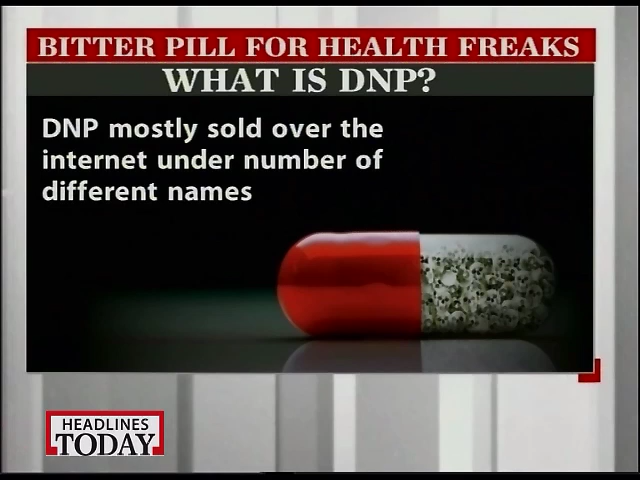 BITTER PILL FOR HEALTH FREAKS
WHAT IS DNP?
DNP mostly sold over the
internet under number of
different names
HEADLINES
TODAY